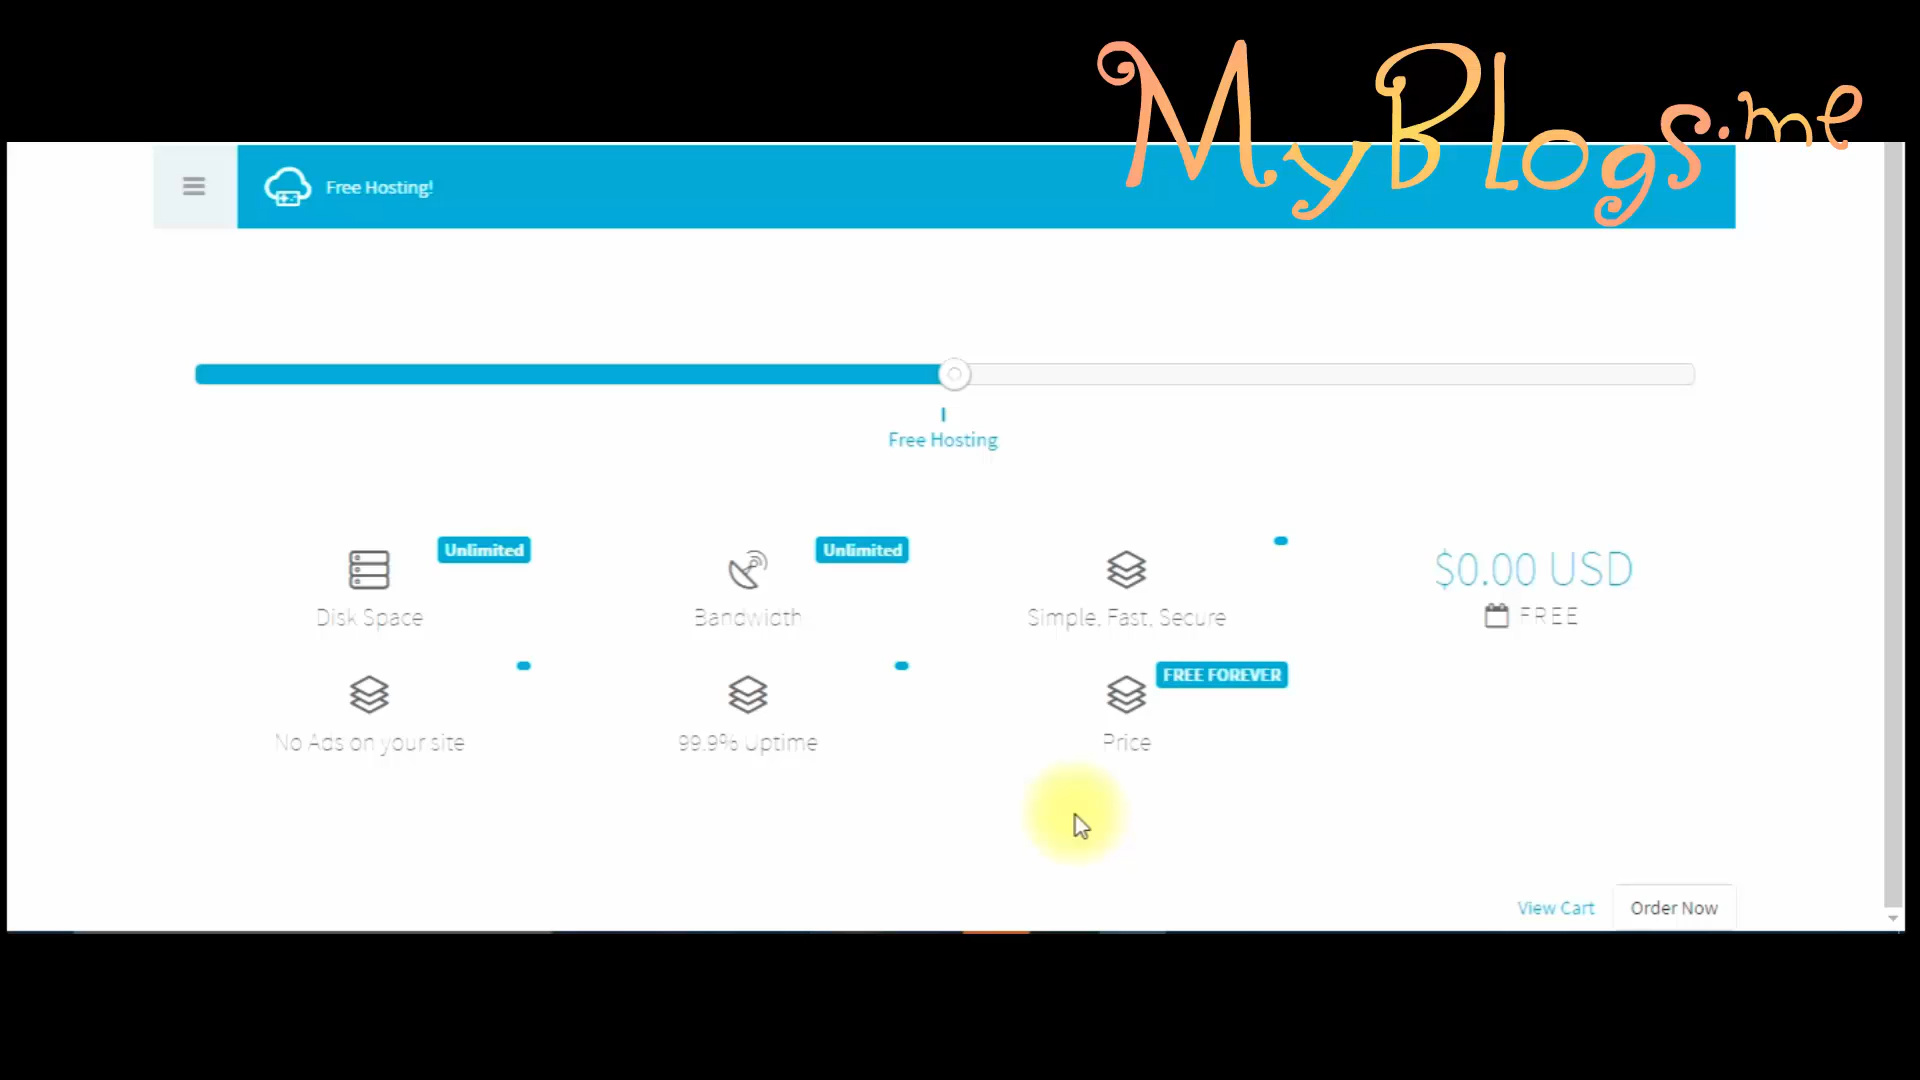 MyBlogs.me
Free Hosting!
Free Hosting
Unlimited
Disk Space
Unlimited
Bandwidth
Simple, Fast, Secure
$0.00 USD
FREE
No Ads on your site
99.9% Uptime
FREE FOREVER
Price
View Cart
Order Now